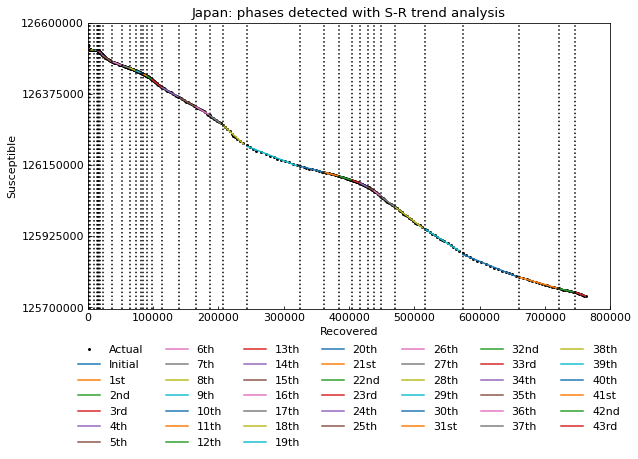 Japan: phases detected with S-R trend analysis
126600000
126375000
126150000
125925000
125700000
Susceptible
0 100000 200000 300000 400000 500000 600000 700000 800000
Recovered
Actual 6th 13th 20th 26th 32nd 38th
Initial 7th 14th 21st 27th 33rd 39th
1st 8th 15th 22nd 28th 34th 40th
2nd 9th 16th 23rd 29th 35th 41st
3rd 10th 17th 24th 30th 36th 42nd
4th 11th 18th 25th 31st 37th 43rd
5th 12th 19th